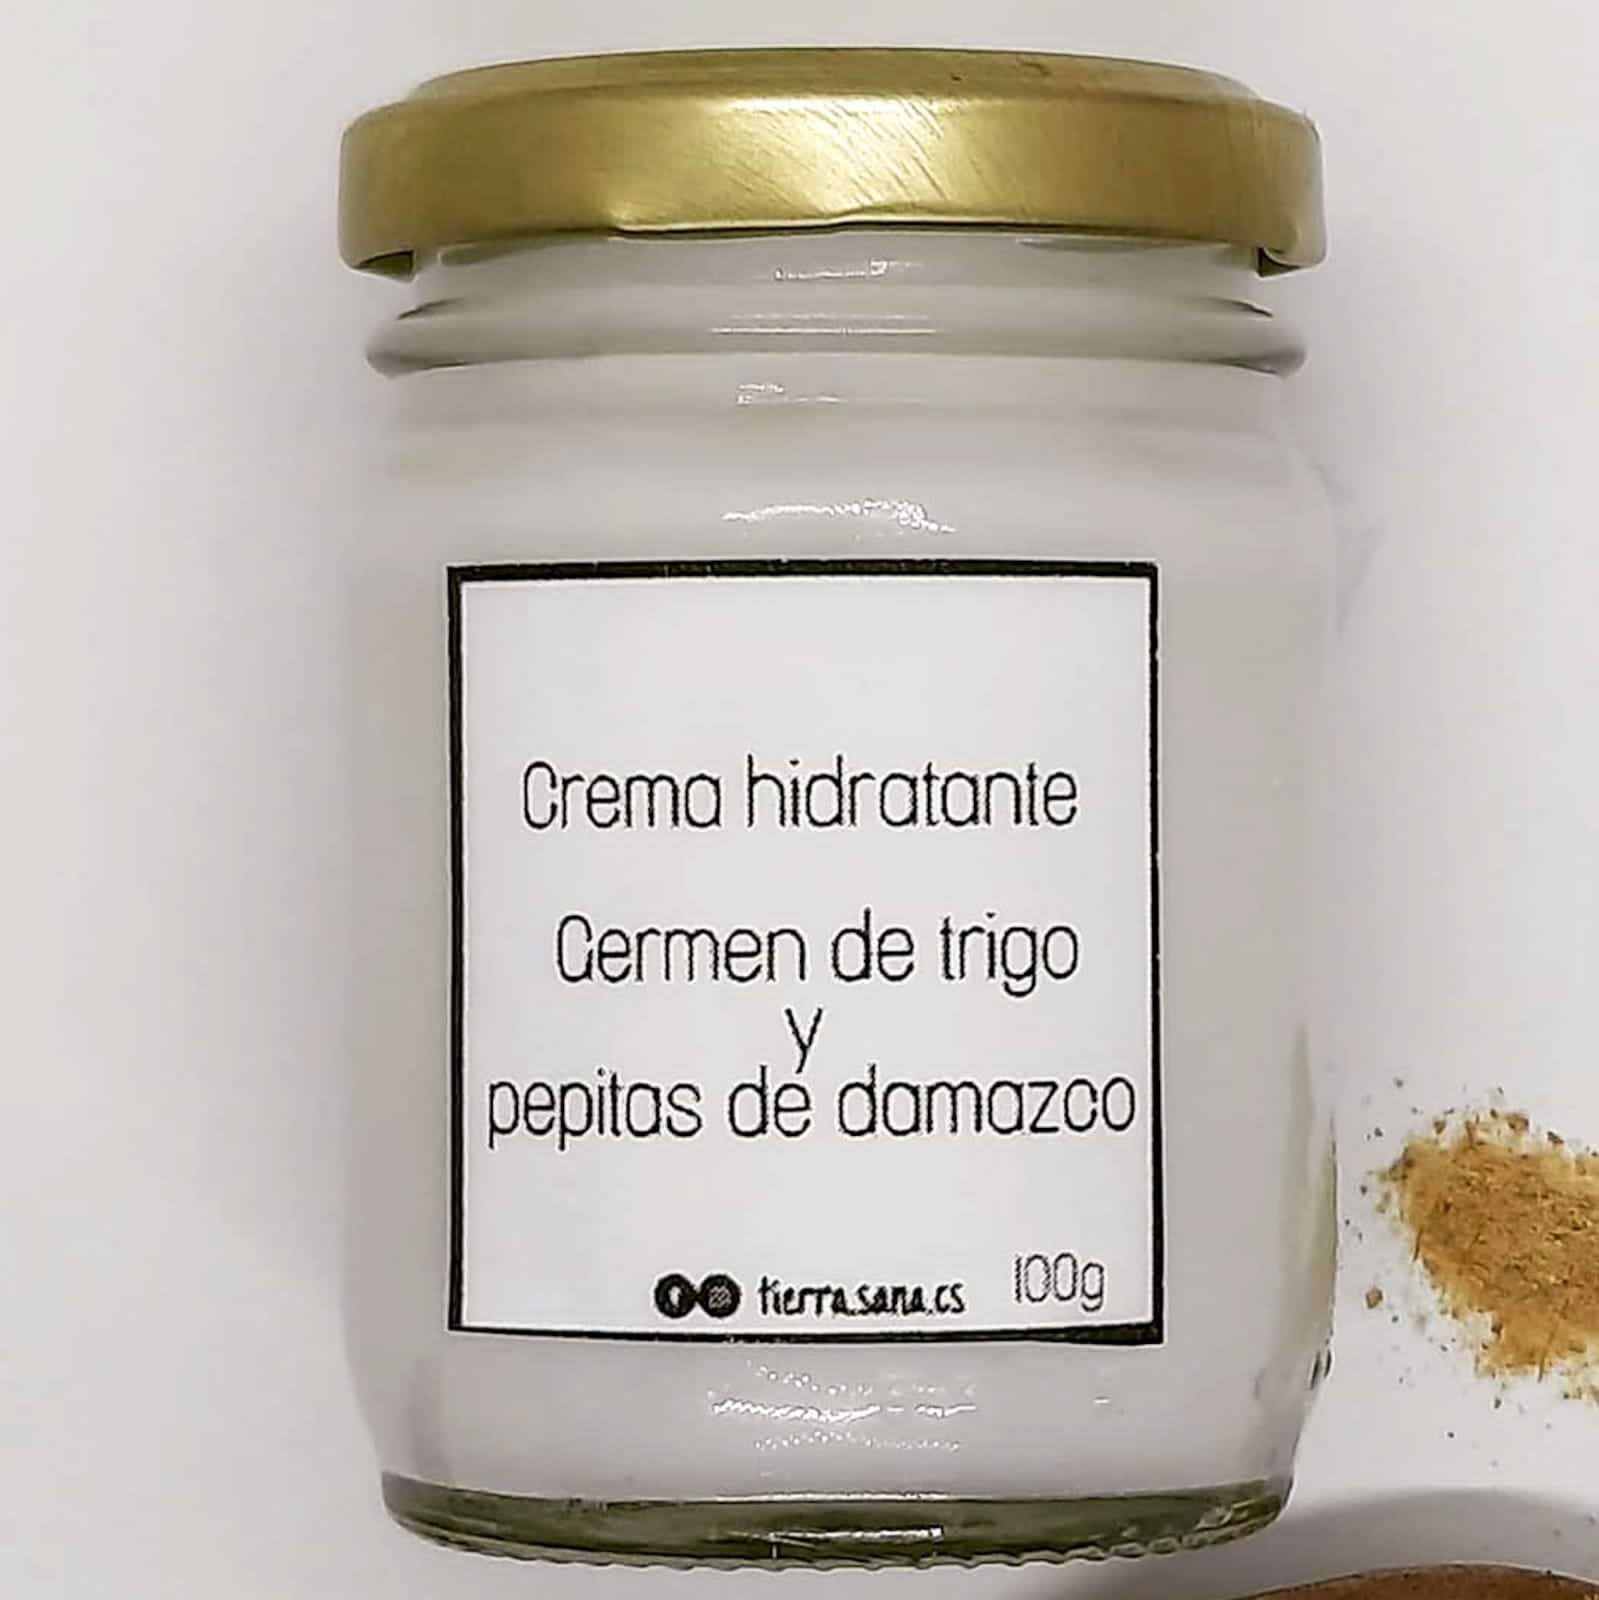 Crema hidratante
Germen de trigo
y
pepitas de damazco
tierra.sana.cs 100g